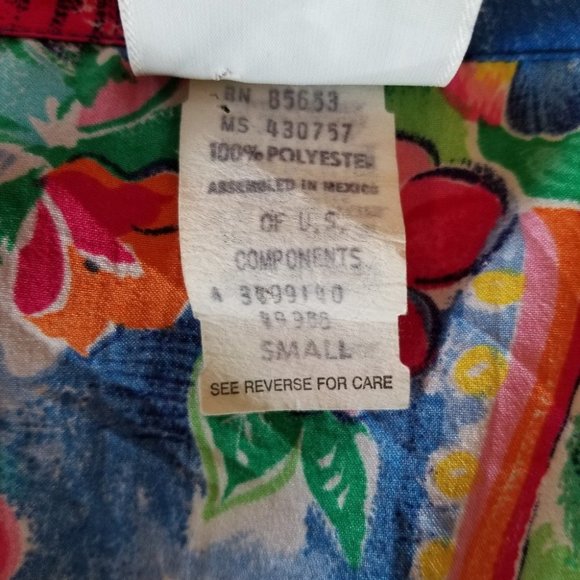 RN 85653
MS 430757
100% POLYESTER
ASSEMBLED IN MEXICO
OF U.S.
COMPONENTS
SMALL
SEE REVERSE FOR CARE